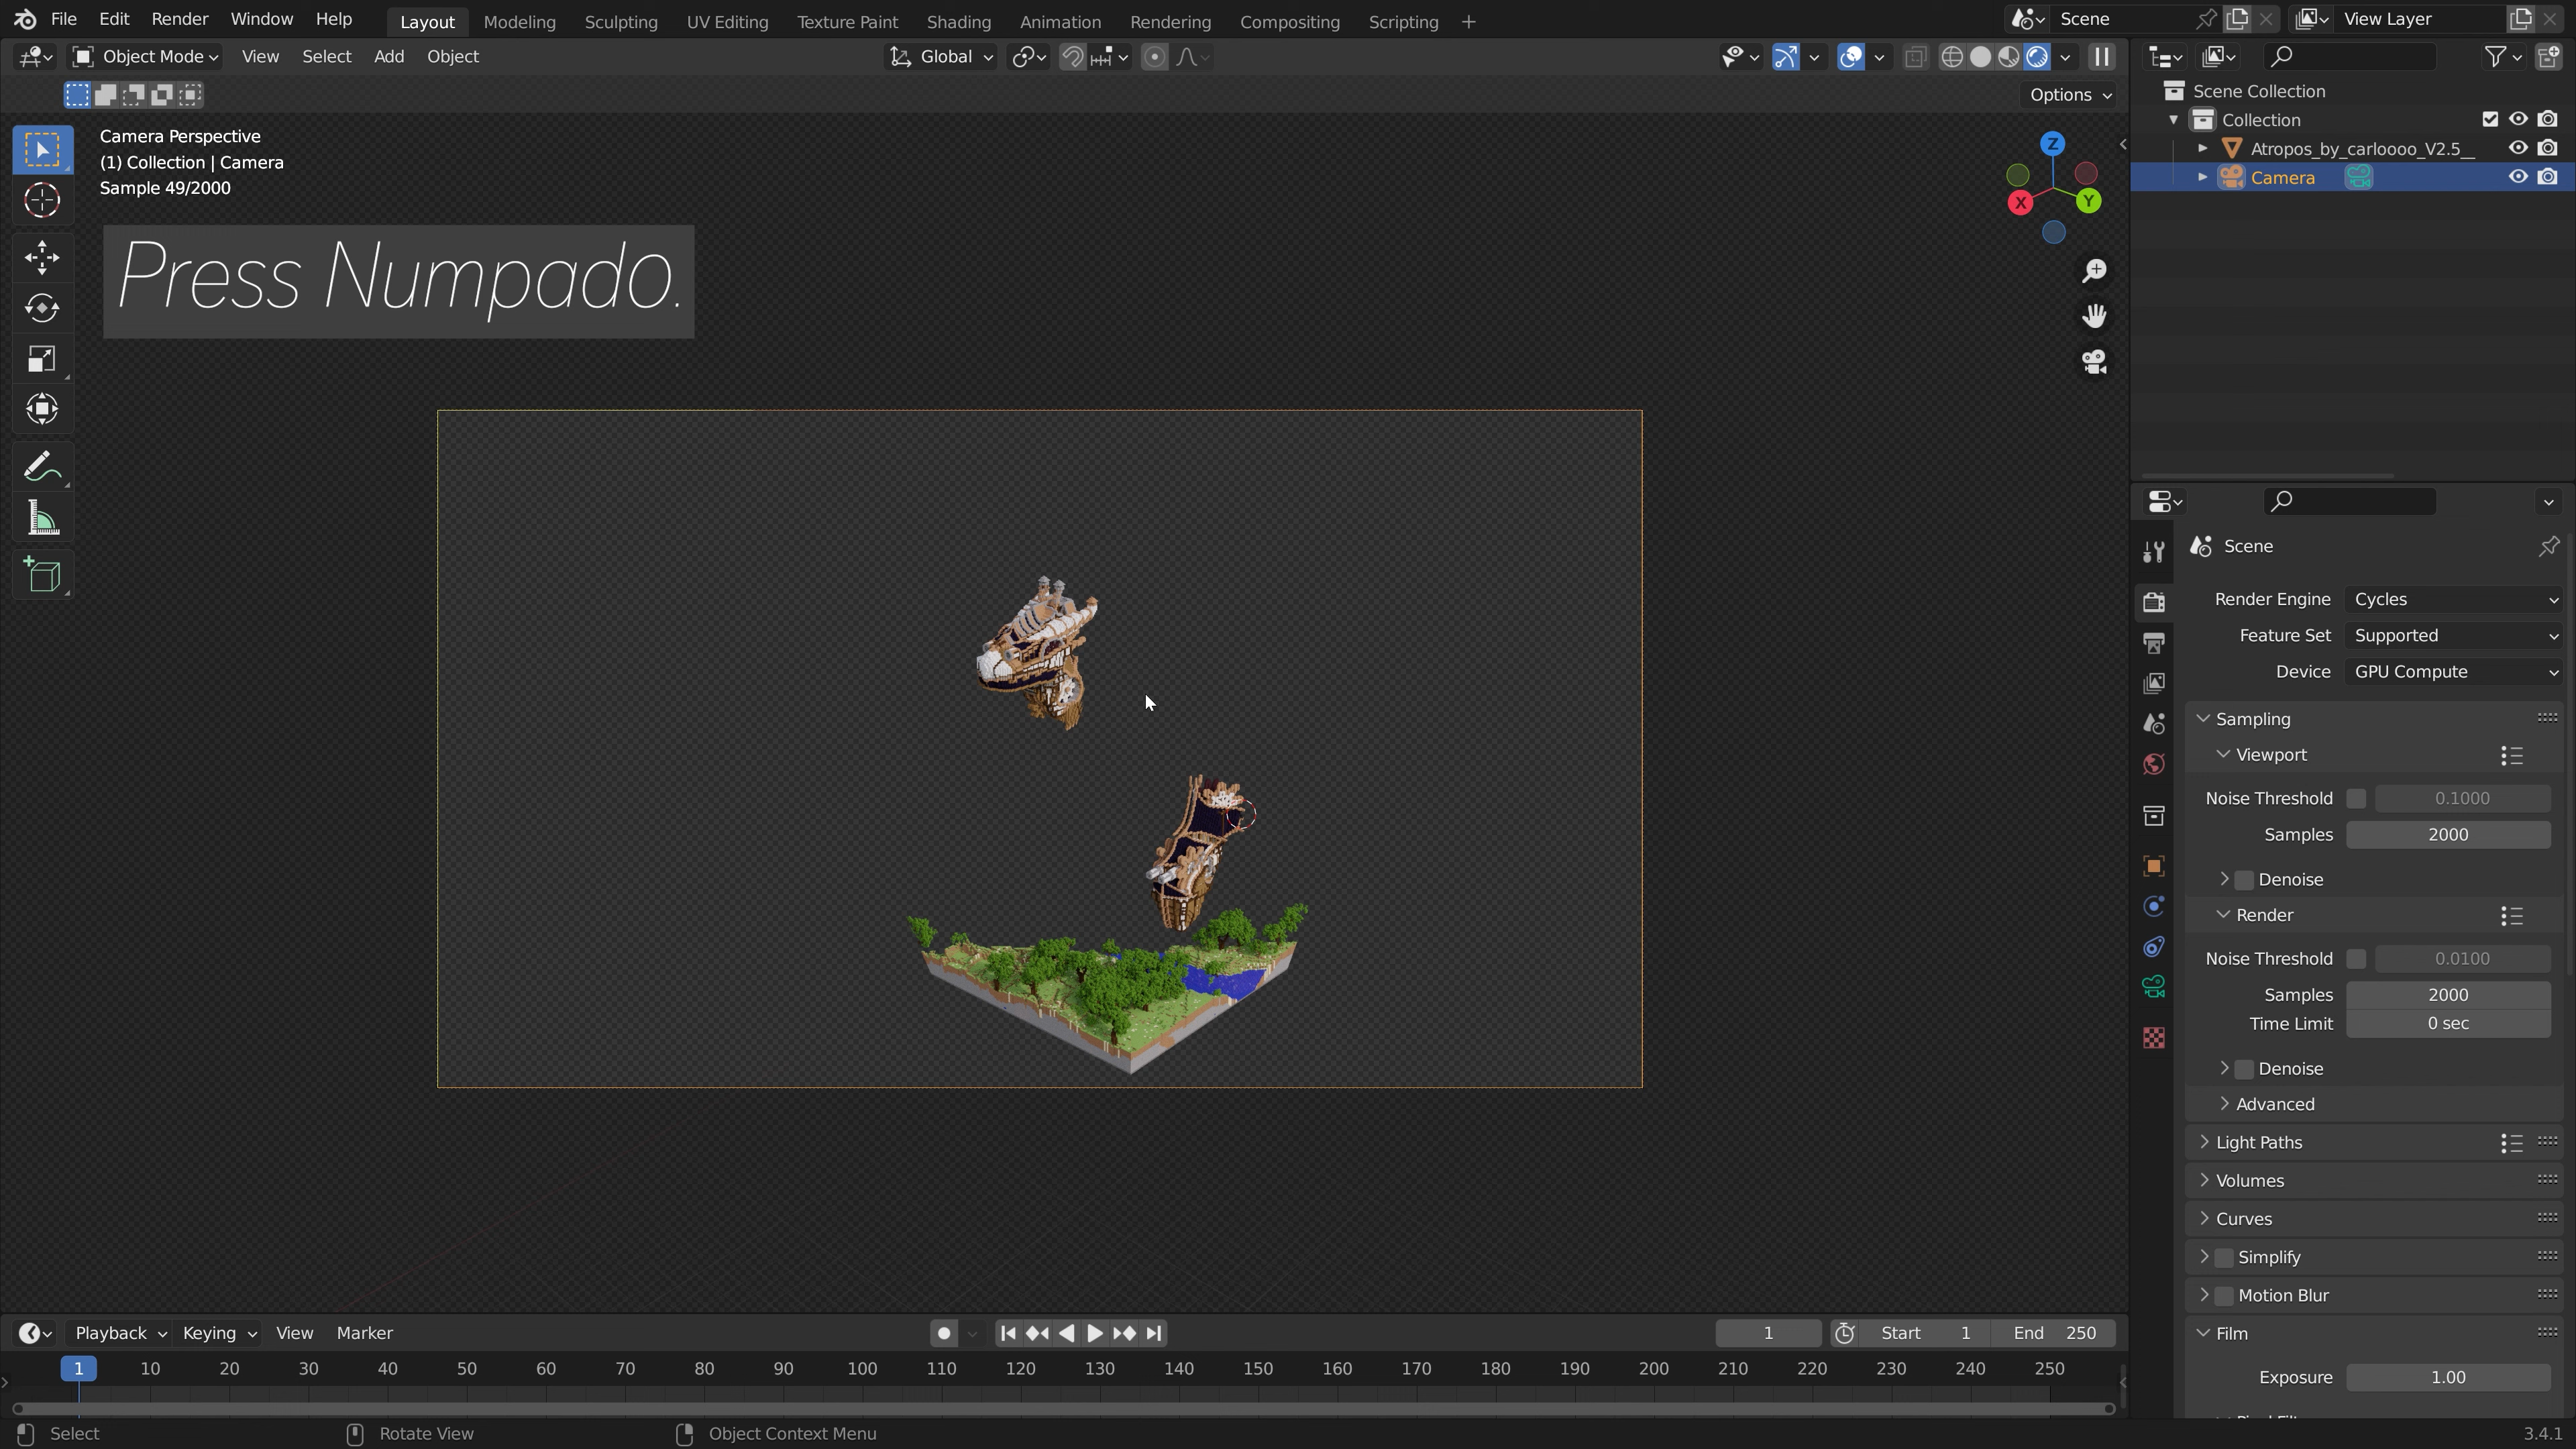 File Edit Render Window Help Layout Modeling Sculpting UV Editing Texture Paint Shading Animation Rendering Compositing Scripting + Scene View Layer
Object Mode View Select Add Object Global
Options
Camera Perspective
(1) Collection | Camera
Sample 49/2000
Press Numpad0.
Z
X
Y
Scene Collection
Collection
Atropos_by_carloooo_V2.5__
Camera
Scene
Render Engine Cycles
Feature Set Supported
Device GPU Compute
Sampling
Viewport
Noise Threshold 0.1000
Samples 2000
Denoise
Render
Noise Threshold 0.0100
Samples 2000
Time Limit 0 sec
Denoise
Advanced
Light Paths
Volumes
Curves
Simplify
Motion Blur
Film
Exposure 1.00
Playback Keying View Marker 1 Start 1 End 250
1 10 20 30 40 50 60 70 80 90 100 110 120 130 140 150 160 170 180 190 200 210 220 230 240 250
Select Rotate View Object Context Menu 3.4.1